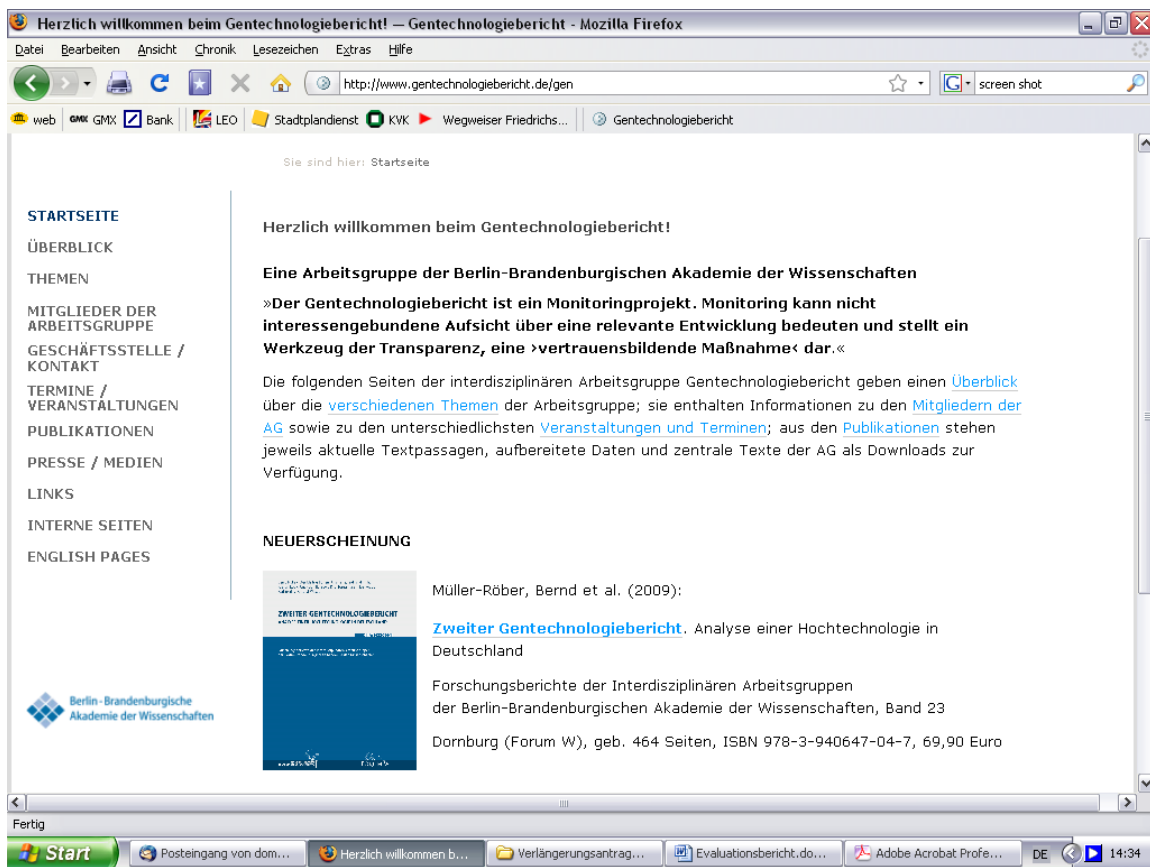 Herzlich willkommen beim Gentechnologiebericht! — Gentechnologiebericht - Mozilla Firefox
Datei Bearbeiten Ansicht Chronik Lesezeichen Extras Hilfe
http://www.gentechnologiebericht.de/gen
G screen shot
web GMX GMX Bank LEO Stadtplandienst KVK Wegweiser Friedrichs... Gentechnologiebericht
Sie sind hier: Startseite
STARTSEITE
ÜBERBLICK
THEMEN
MITGLIEDER DER
ARBEITSGRUPPE
GESCHÄFTSSTELLE /
KONTAKT
TERMINE /
VERANSTALTUNGEN
PUBLIKATIONEN
PRESSE / MEDIEN
LINKS
INTERNE SEITEN
ENGLISH PAGES
Berlin-Brandenburgische
Akademie der Wissenschaften
Herzlich willkommen beim Gentechnologiebericht!
Eine Arbeitsgruppe der Berlin-Brandenburgischen Akademie der Wissenschaften
»Der Gentechnologiebericht ist ein Monitoringprojekt. Monitoring kann nicht
interessengebundene Aufsicht über eine relevante Entwicklung bedeuten und stellt ein
Werkzeug der Transparenz, eine ›vertrauensbildende Maßnahme‹ dar.«
Die folgenden Seiten der interdisziplinären Arbeitsgruppe Gentechnologiebericht geben einen Überblick
über die verschiedenen Themen der Arbeitsgruppe; sie enthalten Informationen zu den Mitgliedern der
AG sowie zu den unterschiedlichsten Veranstaltungen und Terminen; aus den Publikationen stehen
jeweils aktuelle Textpassagen, aufbereitete Daten und zentrale Texte der AG als Downloads zur
Verfügung.
NEUERSCHEINUNG
ZWEITER GENTECHNOLOGIEBERICHT
Müller-Röber, Bernd et al. (2009):
Zweiter Gentechnologiebericht. Analyse einer Hochtechnologie in
Deutschland
Forschungsberichte der Interdisziplinären Arbeitsgruppen
der Berlin-Brandenburgischen Akademie der Wissenschaften, Band 23
Dornburg (Forum W), geb. 464 Seiten, ISBN 978-3-940647-04-7, 69,90 Euro
Fertig
Start Posteingang von dom... Herzlich willkommen b... Verlängerungsantrag... Evaluationsbericht.do... Adobe Acrobat Profe... DE 14:34